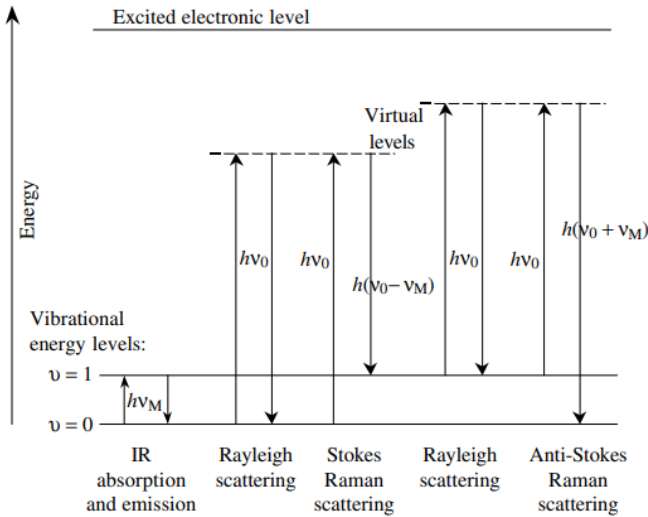 Excited electronic level
Energy
Virtual
levels
hν0
hν0
h(ν0 – νM)
hν0
hν0
h(ν0 + νM)
Vibrational
energy levels:
υ = 1
hνM
υ = 0
IR
absorption
and emission
Rayleigh
scattering
Stokes
Raman
scattering
Rayleigh
scattering
Anti-Stokes
Raman
scattering